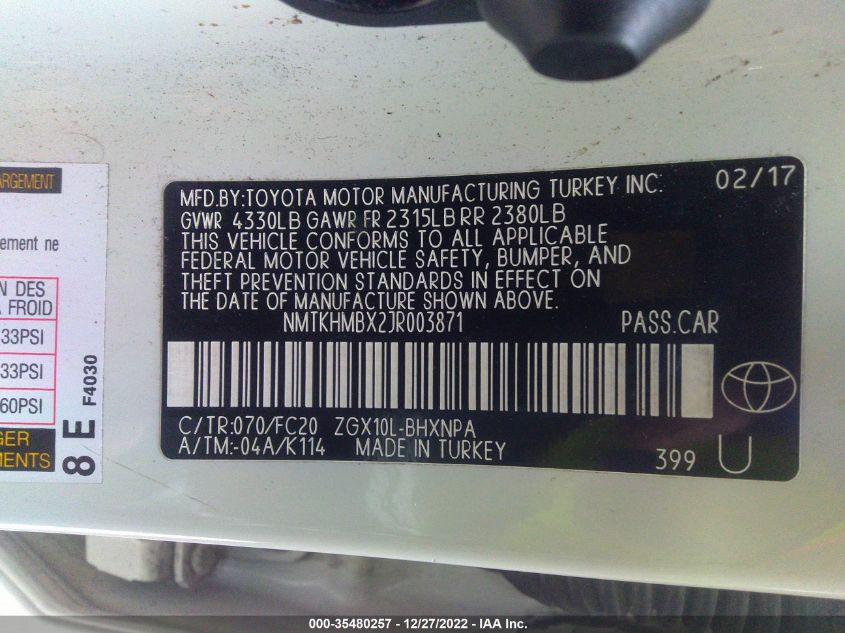 ARGEMENT
ement ne
N DES
A FROID
33PSI
33PSI
60PSI
GER
MENTS
8 E F4030
MFD.BY:TOYOTA MOTOR MANUFACTURING TURKEY INC. 02/17
GVWR 4330LB GAWR FR 2315LB RR 2380LB
THIS VEHICLE CONFORMS TO ALL APPLICABLE
FEDERAL MOTOR VEHICLE SAFETY, BUMPER, AND
THEFT PREVENTION STANDARDS IN EFFECT ON
THE DATE OF MANUFACTURE SHOWN ABOVE.
NMTKHMBX2JR003871 PASS.CAR
C/TR:070/FC20 ZGX10L-BHXNPA
A/TM:-04A/K114 MADE IN TURKEY
399 U
000-35480257 - 12/27/2022 - IAA Inc.